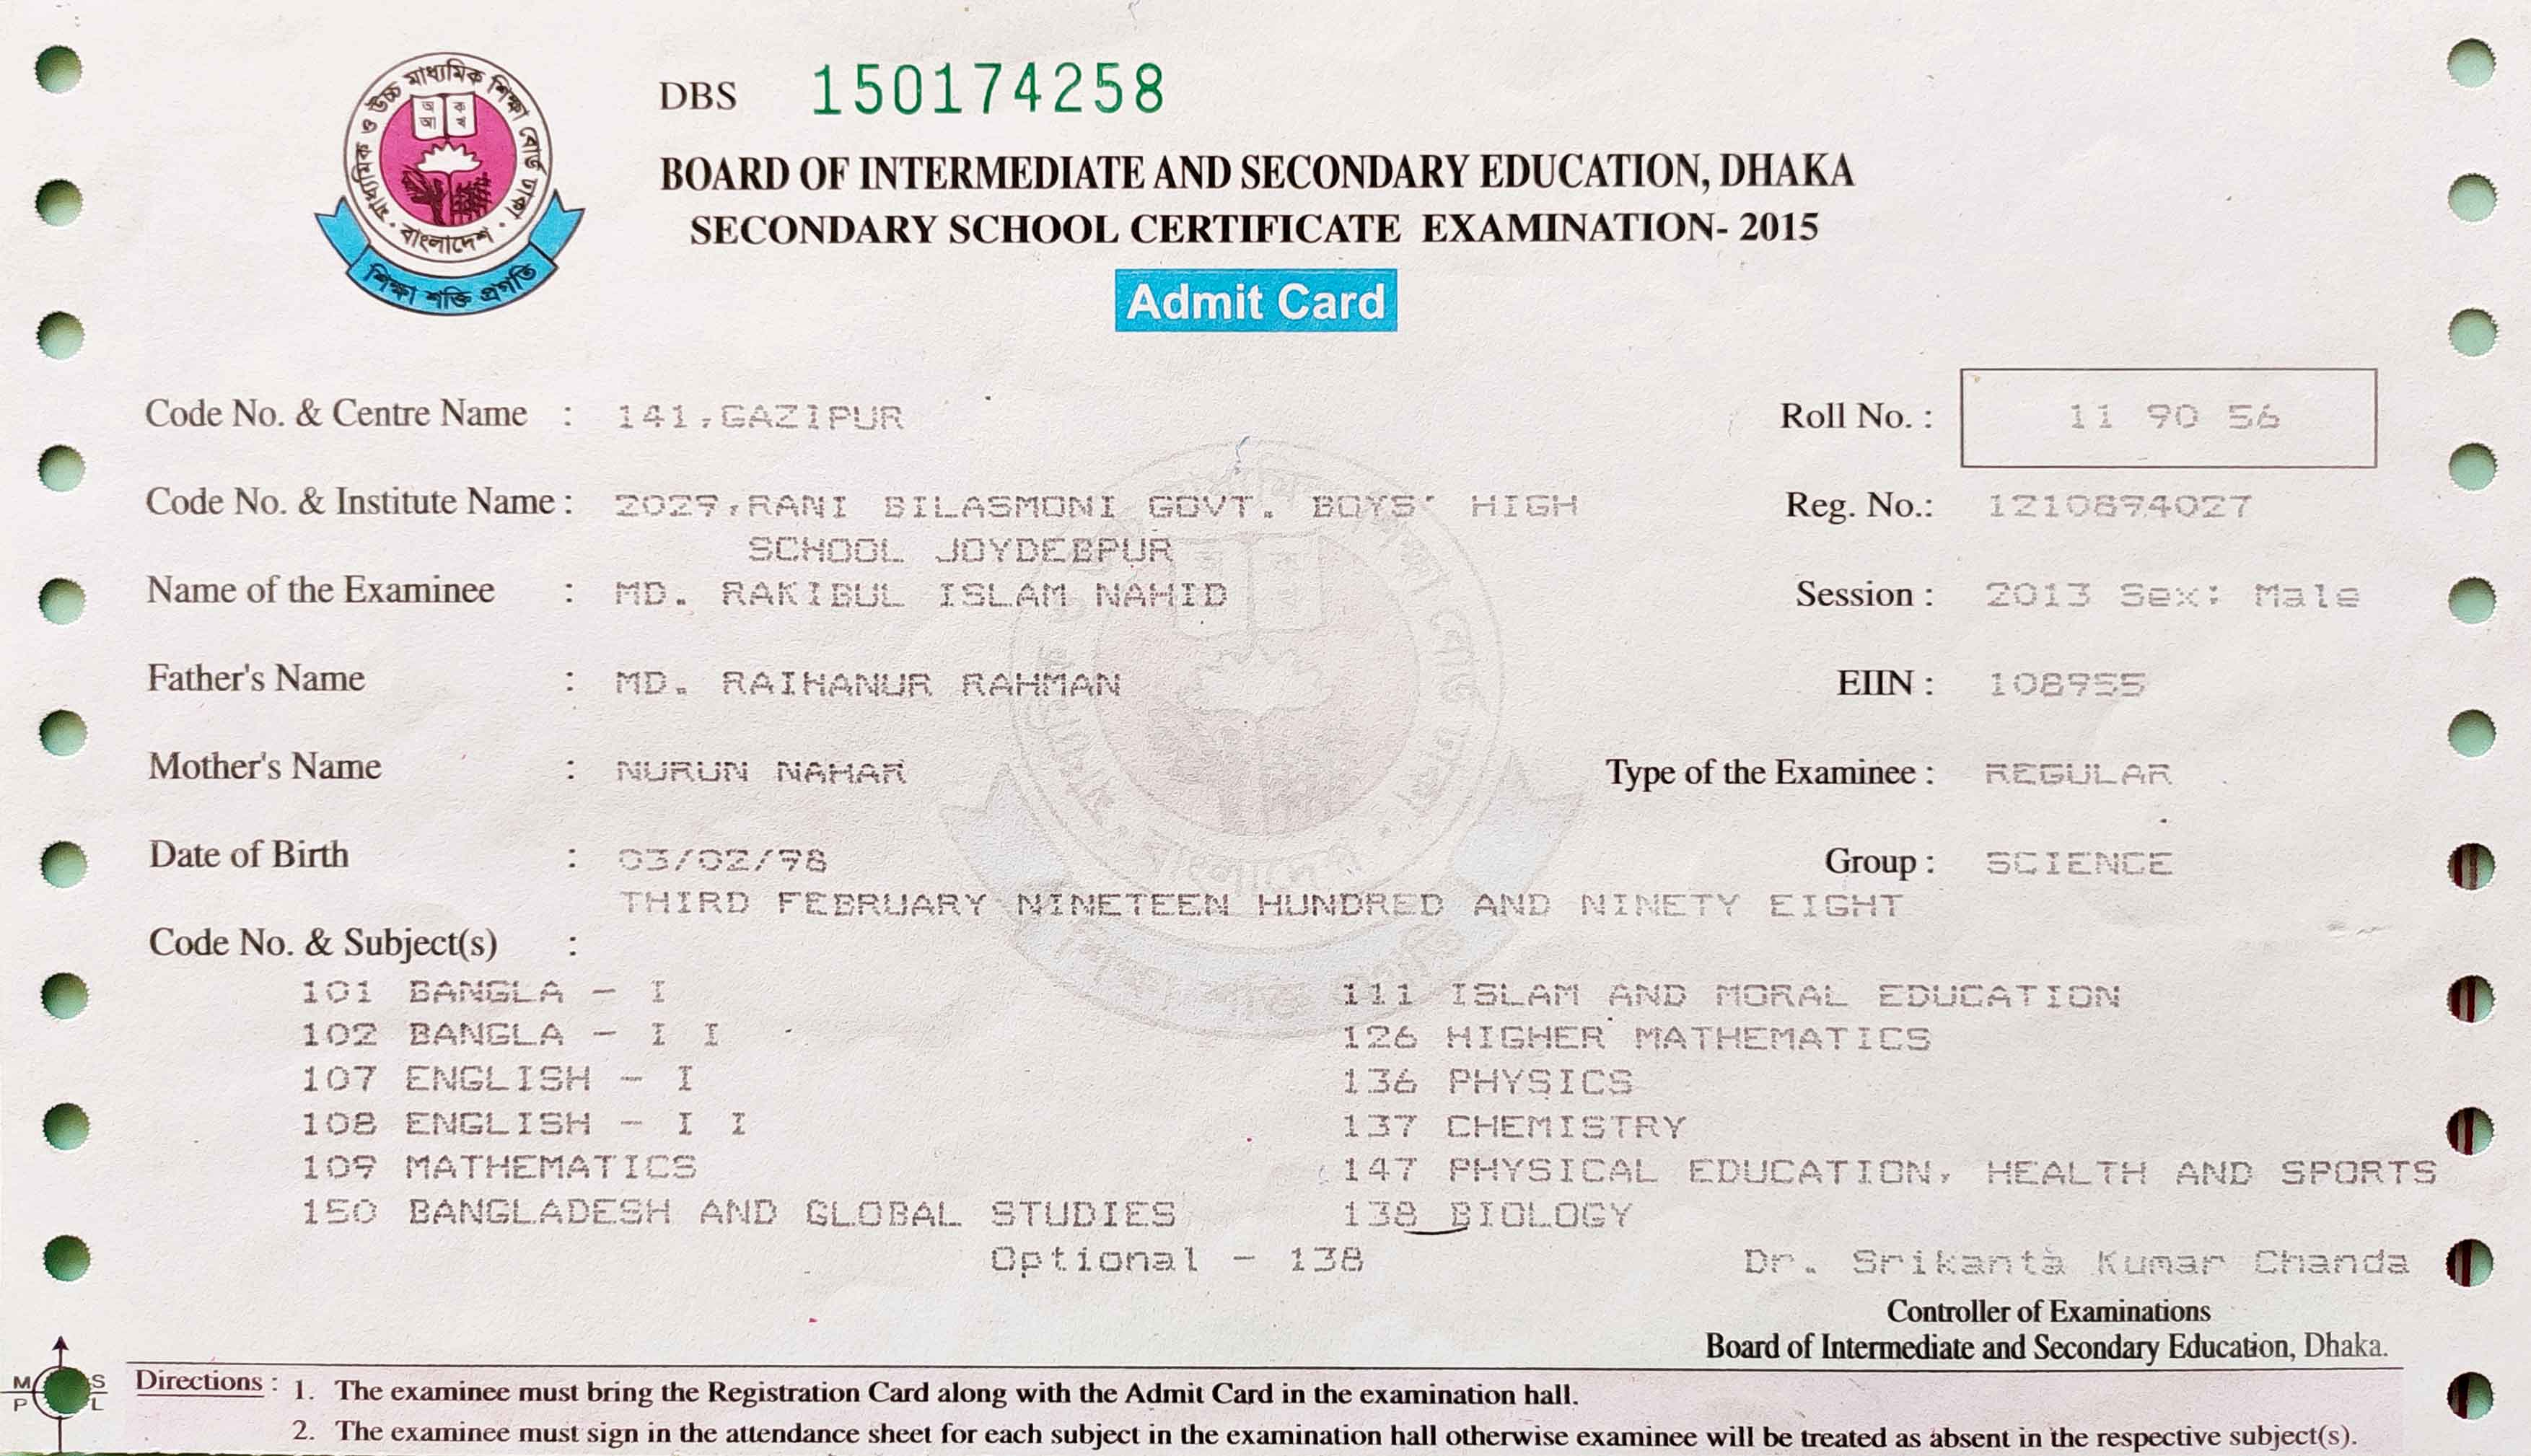 মাধ্যমিক ও উচ্চ মাধ্যমিক শিক্ষা বোর্ড ঢাকা
অ ক
আ খ
বাংলাদেশ
শিক্ষা শক্তি প্রগতি
DBS 150174258
BOARD OF INTERMEDIATE AND SECONDARY EDUCATION, DHAKA
SECONDARY SCHOOL CERTIFICATE EXAMINATION- 2015
Admit Card
Code No. & Centre Name : 141,GAZIPUR Roll No. : 11 90 56
Code No. & Institute Name : 2029,RANI BILASMONI GOVT. BOYS' HIGH Reg. No.: 1210894027
SCHOOL JOYDEBPUR
Name of the Examinee : MD. RAKIBUL ISLAM NAHID Session : 2013 Sex: Male
Father's Name : MD. RAIHANUR RAHMAN EIIN : 108955
Mother's Name : NURUN NAHAR Type of the Examinee : REGULAR
Date of Birth : 03/02/98 Group : SCIENCE
THIRD FEBRUARY NINETEEN HUNDRED AND NINETY EIGHT
Code No. & Subject(s) :
101 BANGLA - I 111 ISLAM AND MORAL EDUCATION
102 BANGLA - I I 126 HIGHER MATHEMATICS
107 ENGLISH - I 136 PHYSICS
108 ENGLISH - I I 137 CHEMISTRY
109 MATHEMATICS 147 PHYSICAL EDUCATION, HEALTH AND SPORTS
150 BANGLADESH AND GLOBAL STUDIES 138 BIOLOGY
Optional - 138 Dr. Srikanta Kumar Chanda
Controller of Examinations
Board of Intermediate and Secondary Education, Dhaka.
M S
P L
Directions : 1. The examinee must bring the Registration Card along with the Admit Card in the examination hall.
2. The examinee must sign in the attendance sheet for each subject in the examination hall otherwise examinee will be treated as absent in the respective subject(s).